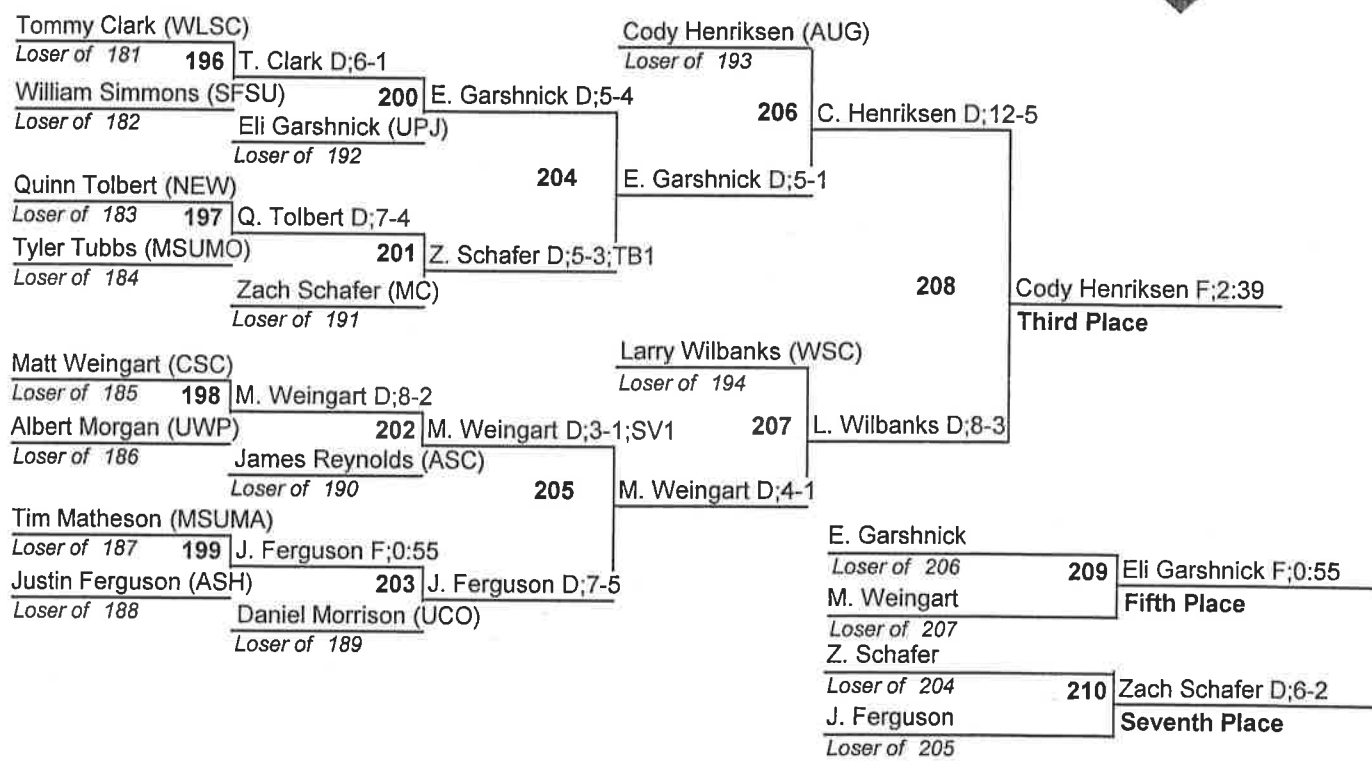 Tommy Clark (WLSC)
Loser of 181
196
T. Clark D;6-1
William Simmons (SFSU)
Loser of 182
200
E. Garshnick D;5-4
Eli Garshnick (UPJ)
Loser of 192
204
E. Garshnick D;5-1
Quinn Tolbert (NEW)
Loser of 183
197
Q. Tolbert D;7-4
Tyler Tubbs (MSUMO)
Loser of 184
201
Z. Schafer D;5-3;TB1
Zach Schafer (MC)
Loser of 191
Cody Henriksen (AUG)
Loser of 193
206
C. Henriksen D;12-5
208
Cody Henriksen F;2:39
Third Place
Matt Weingart (CSC)
Loser of 185
198
M. Weingart D;8-2
Albert Morgan (UWP)
Loser of 186
202
M. Weingart D;3-1;SV1
James Reynolds (ASC)
Loser of 190
205
M. Weingart D;4-1
Larry Wilbanks (WSC)
Loser of 194
207
L. Wilbanks D;8-3
Tim Matheson (MSUMA)
Loser of 187
199
J. Ferguson F;0:55
Justin Ferguson (ASH)
Loser of 188
203
J. Ferguson D;7-5
Daniel Morrison (UCO)
Loser of 189
E. Garshnick
Loser of 206
209
Eli Garshnick F;0:55
Fifth Place
M. Weingart
Loser of 207
Z. Schafer
Loser of 204
210
Zach Schafer D;6-2
Seventh Place
J. Ferguson
Loser of 205